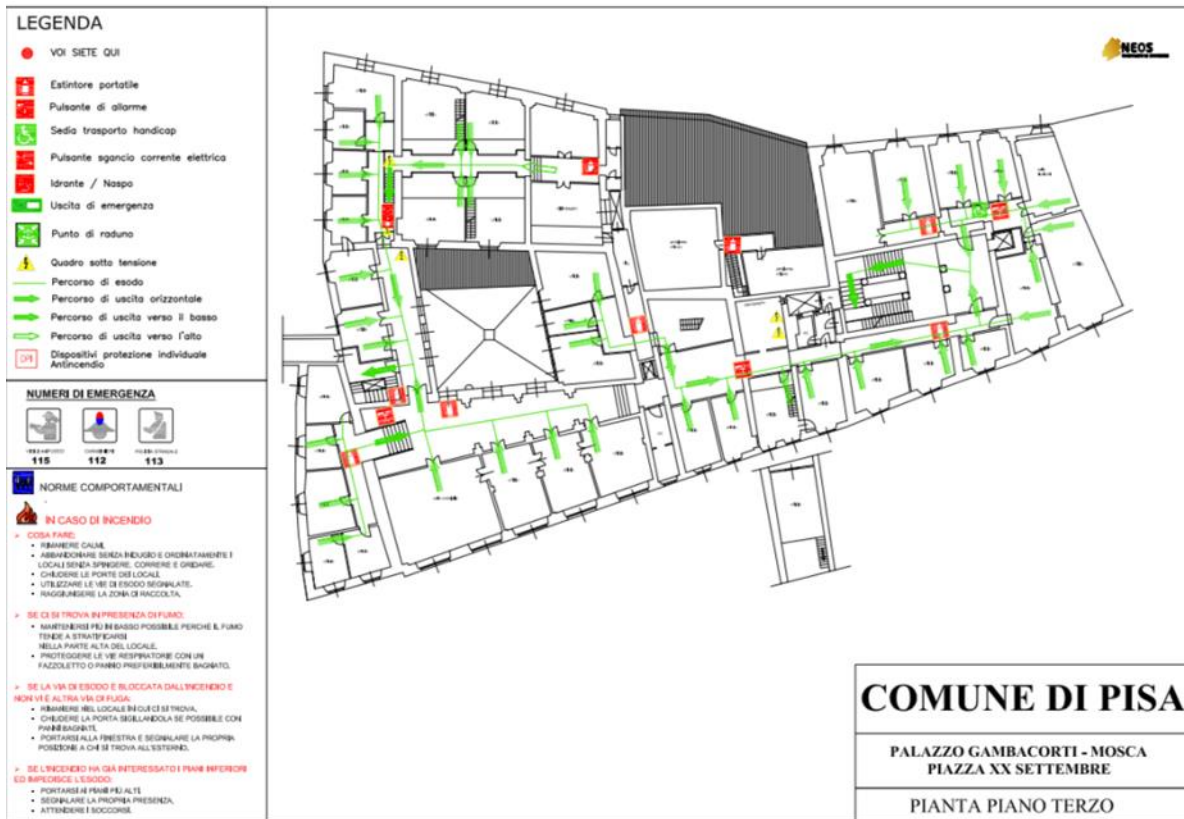 LEGENDA
VOI SIETE QUI
Estintore portatile
Pulsante di allarme
Sedia trasporto handicap
Pulsante sgancio corrente elettrica
Idrante / Naspo
Uscita di emergenza
Punto di raduno
Quadro sotto tensione
Percorso di esodo
Percorso di uscita orizzontale
Percorso di uscita verso il basso
Percorso di uscita verso l'alto
DPI
Dispositivi protezione individuale
Antincendio
NUMERI DI EMERGENZA
115 112 113
NORME COMPORTAMENTALI
IN CASO DI INCENDIO
➢ COSA FARE:
• RIMANERE CALMI.
• ABBANDONARE SENZA INDUGIO E ORDINATAMENTE I
LOCALI SENZA SPINGERE, CORRERE E GRIDARE.
• CHIUDERE LE PORTE DEI LOCALI.
• UTILIZZARE LE VIE DI ESODO SEGNALATE.
• RAGGIUNGERE LA ZONA DI RACCOLTA.
➢ SE CI SI TROVA IN PRESENZA DI FUMO:
• MANTENERSI PIÙ IN BASSO POSSIBILE PERCHÉ IL FUMO
TENDE A STRATIFICARSI
NELLA PARTE ALTA DEL LOCALE.
• PROTEGGERE LE VIE RESPIRATORIE CON UN
FAZZOLETTO O PANNO PREFERIBILMENTE BAGNATO.
➢ SE LA VIA DI ESODO È BLOCCATA DALL'INCENDIO E
NON VI È ALTRA VIA DI FUGA:
• RIMANERE NEL LOCALE IN CUI CI SI TROVA.
• CHIUDERE LA PORTA SIGILLANDOLA SE POSSIBILE CON
PANNI BAGNATI.
• PORTARSI ALLA FINESTRA E SEGNALARE LA PROPRIA
POSIZIONE A CHI SI TROVA ALL'ESTERNO.
➢ SE L'INCENDIO HA GIÀ INTERESSATO I PIANI INFERIORI
ED IMPEDISCE L'ESODO:
• PORTARSI AI PIANI PIÙ ALTI.
• SEGNALARE LA PROPRIA PRESENZA.
• ATTENDERE I SOCCORSI.
NEOS
COMUNE DI PISA
PALAZZO GAMBACORTI - MOSCA
PIAZZA XX SETTEMBRE
PIANTA PIANO TERZO